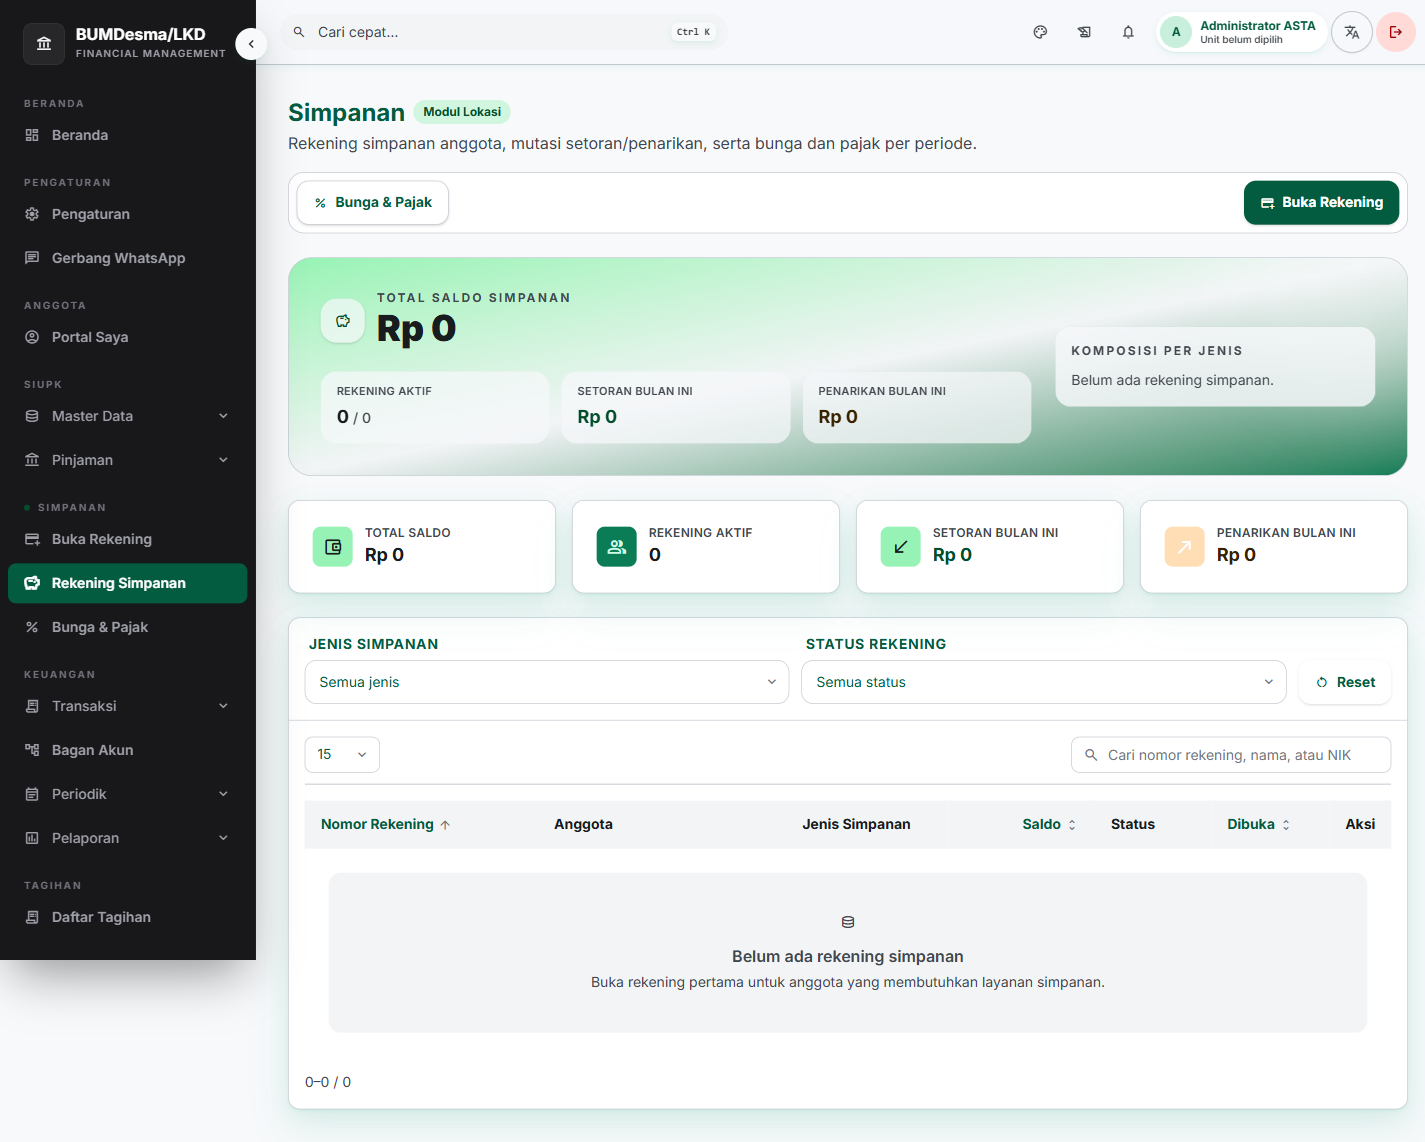 BUMDesma/LKD
FINANCIAL MANAGEMENT
BERANDA
Beranda
PENGATURAN
Pengaturan
Gerbang WhatsApp
ANGGOTA
Portal Saya
SIUPK
Master Data
Pinjaman
SIMPANAN
Buka Rekening
Rekening Simpanan
Bunga & Pajak
KEUANGAN
Transaksi
Bagan Akun
Periodik
Pelaporan
TAGIHAN
Daftar Tagihan
Cari cepat...
Ctrl K
A
Administrator ASTA
Unit belum dipilih
Simpanan
Modul Lokasi
Rekening simpanan anggota, mutasi setoran/penarikan, serta bunga dan pajak per periode.
Bunga & Pajak
Buka Rekening
TOTAL SALDO SIMPANAN
Rp 0
REKENING AKTIF
0 / 0
SETORAN BULAN INI
Rp 0
PENARIKAN BULAN INI
Rp 0
KOMPOSISI PER JENIS
Belum ada rekening simpanan.
TOTAL SALDO
Rp 0
REKENING AKTIF
0
SETORAN BULAN INI
Rp 0
PENARIKAN BULAN INI
Rp 0
JENIS SIMPANAN
Semua jenis
STATUS REKENING
Semua status
Reset
15
Cari nomor rekening, nama, atau NIK
Nomor Rekening
Anggota
Jenis Simpanan
Saldo
Status
Dibuka
Aksi
Belum ada rekening simpanan
Buka rekening pertama untuk anggota yang membutuhkan layanan simpanan.
0–0 / 0